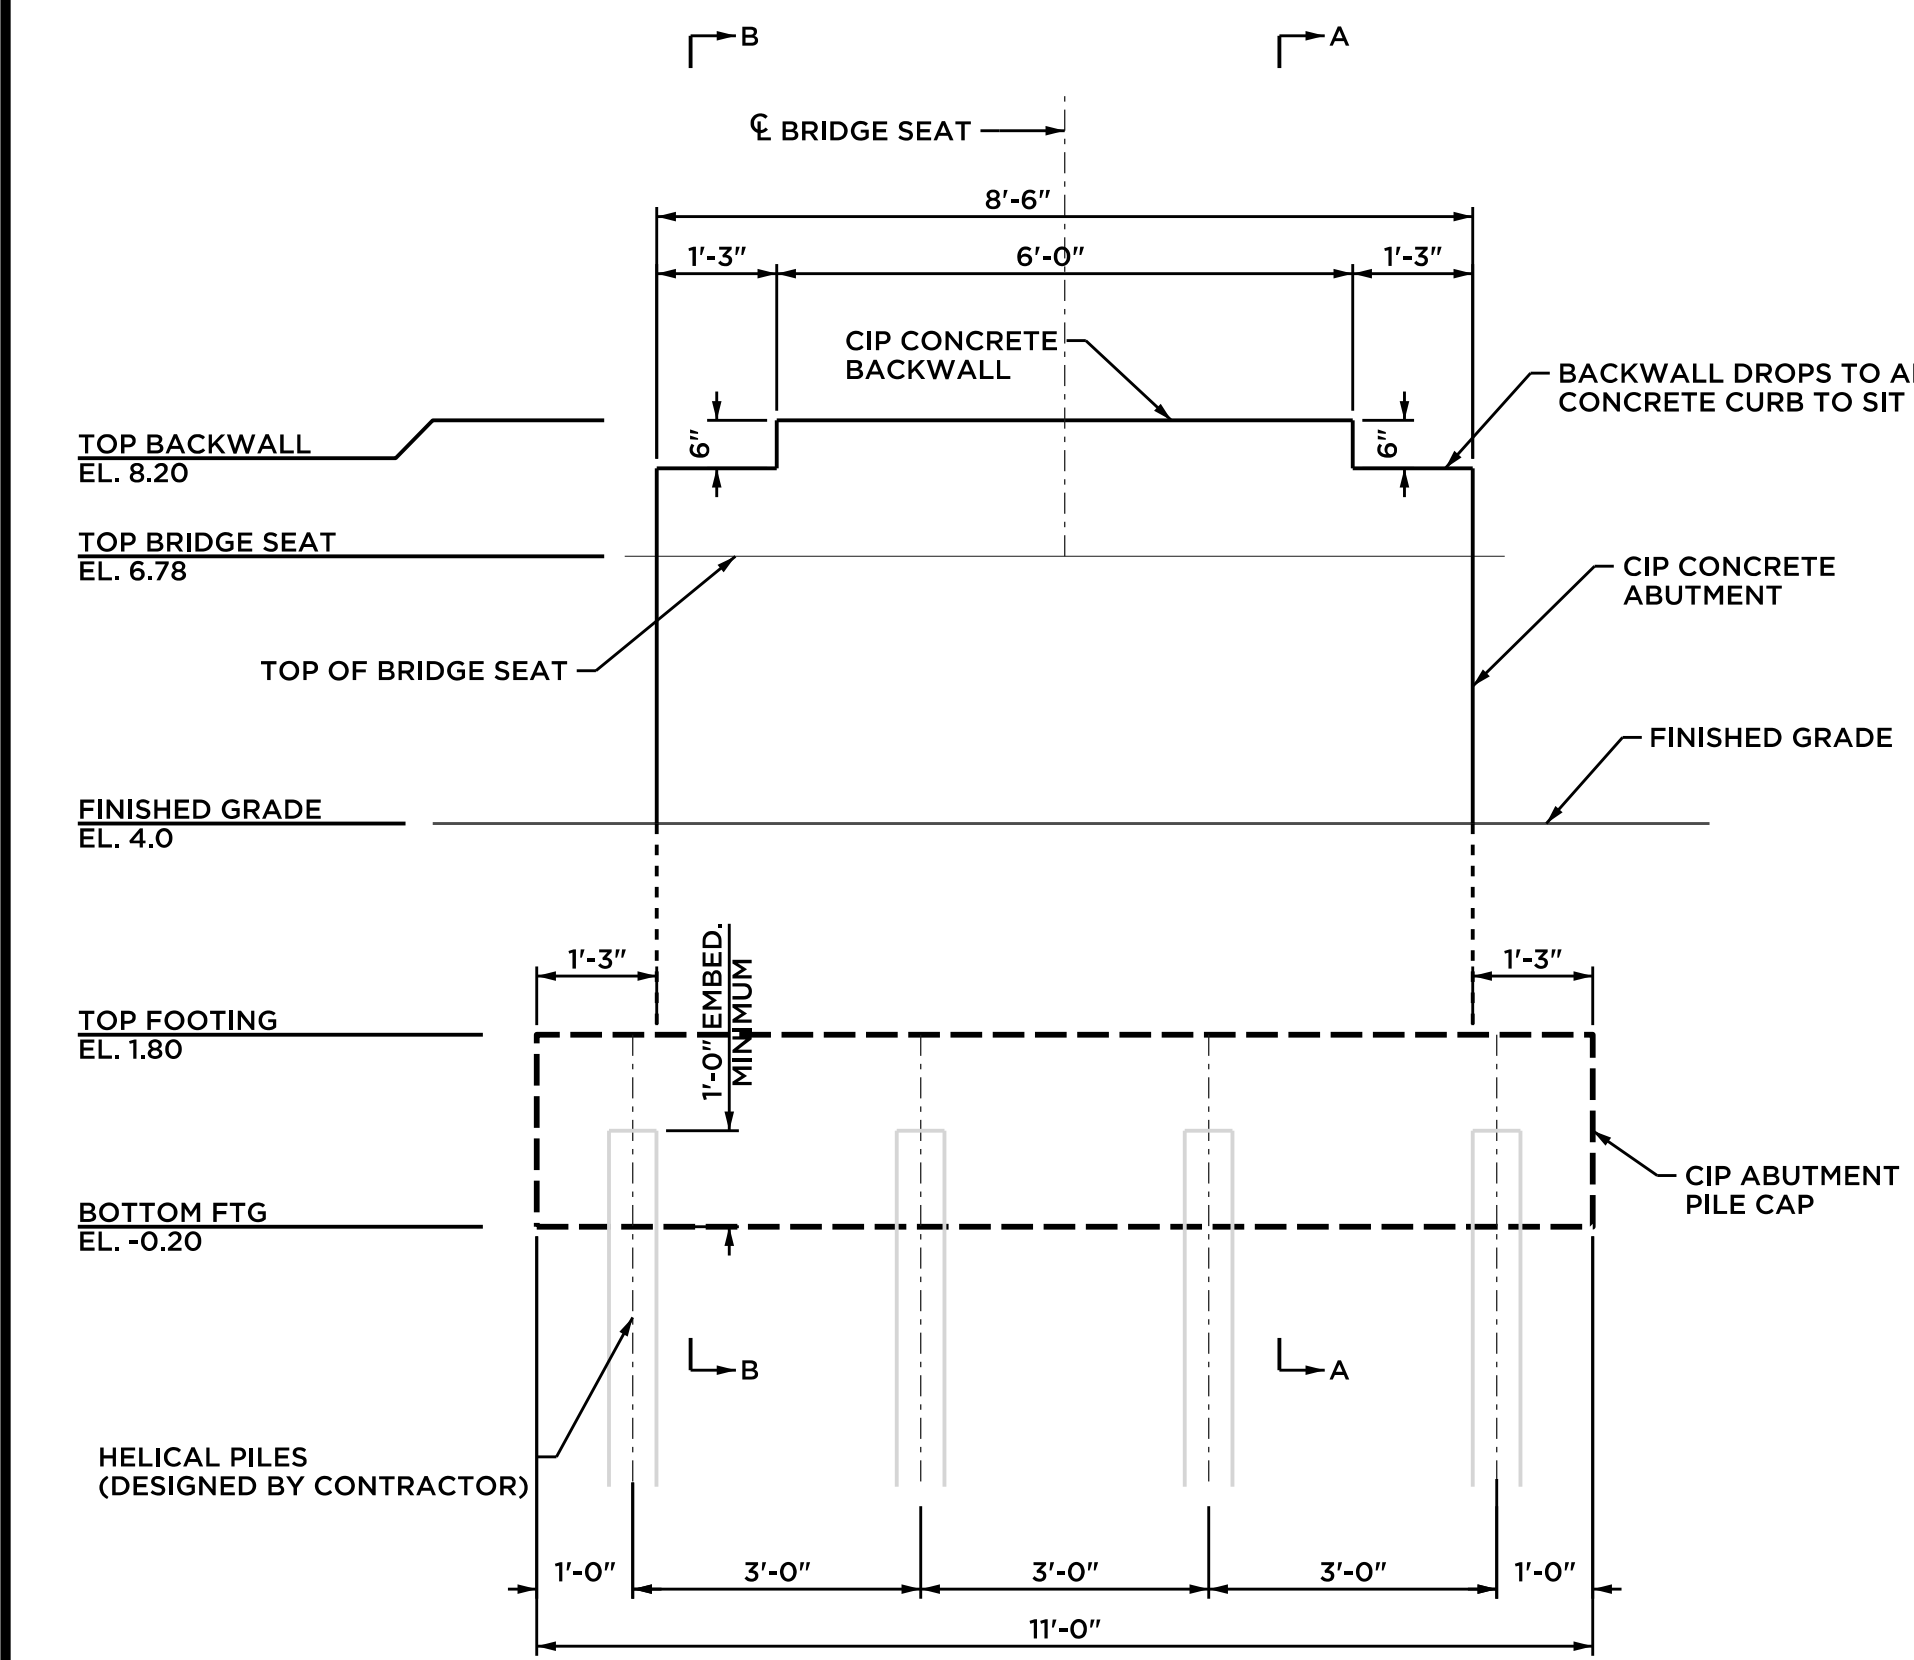 B
A
℄ BRIDGE SEAT
8'-6"
1'-3"
6'-0"
1'-3"
CIP CONCRETE
BACKWALL
BACKWALL DROPS TO
CONCRETE CURB TO SIT
6"
6"
TOP BACKWALL
EL. 8.20
TOP BRIDGE SEAT
EL. 6.78
CIP CONCRETE
ABUTMENT
TOP OF BRIDGE SEAT
FINISHED GRADE
FINISHED GRADE
EL. 4.0
1'-3"
1'-0" EMBED.
MINIMUM
1'-3"
TOP FOOTING
EL. 1.80
CIP ABUTMENT
PILE CAP
BOTTOM FTG
EL. -0.20
B
A
HELICAL PILES
(DESIGNED BY CONTRACTOR)
1'-0"
3'-0"
3'-0"
3'-0"
1'-0"
11'-0"